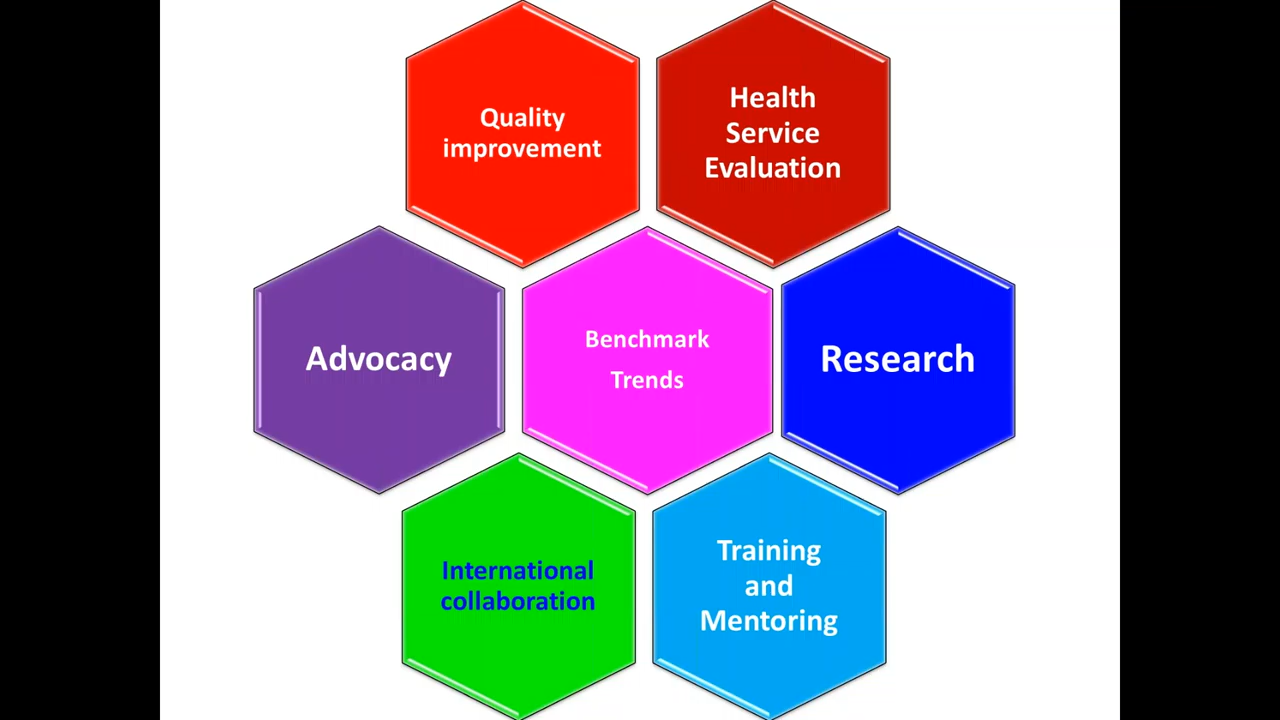 Quality
improvement
Health
Service
Evaluation
Advocacy
Benchmark
Trends
Research
International
collaboration
Training
and
Mentoring